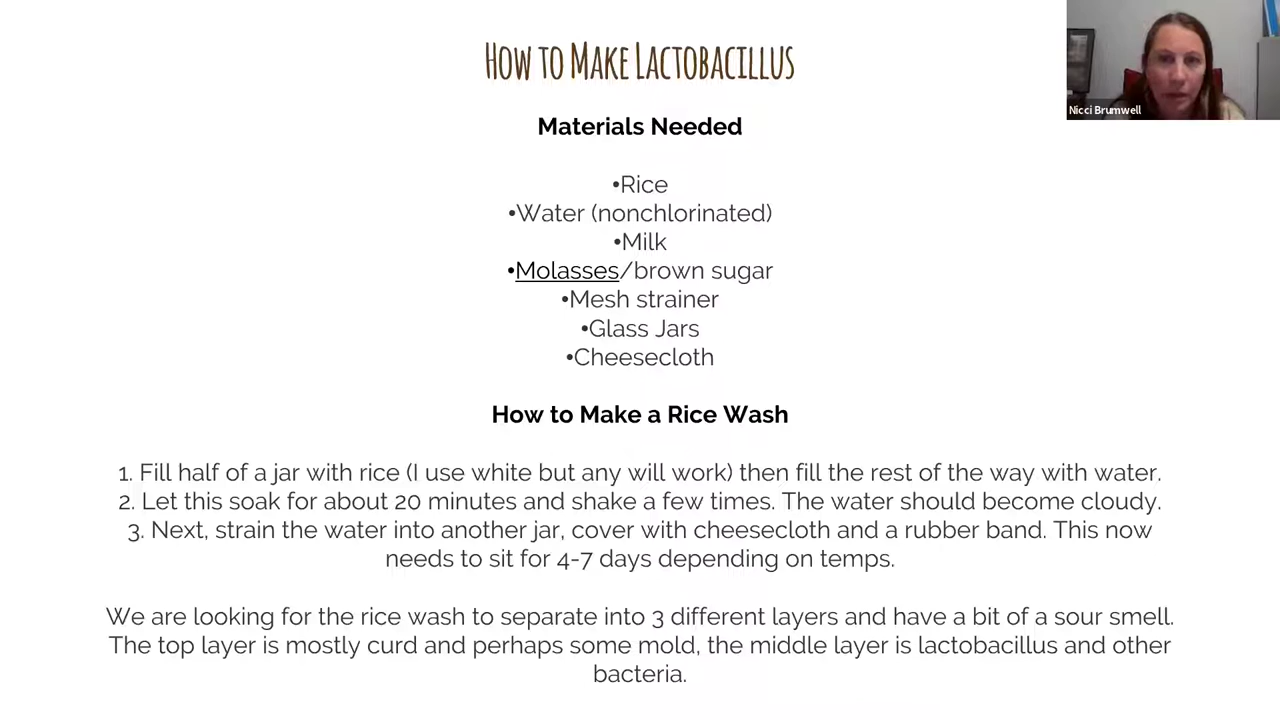 How to Make Lactobacillus
Nicci Brumwell
Materials Needed
•Rice
•Water (nonchlorinated)
•Milk
•Molasses/brown sugar
•Mesh strainer
•Glass Jars
•Cheesecloth
How to Make a Rice Wash
1. Fill half of a jar with rice (I use white but any will work) then fill the rest of the way with water.
2. Let this soak for about 20 minutes and shake a few times. The water should become cloudy.
3. Next, strain the water into another jar, cover with cheesecloth and a rubber band. This now
needs to sit for 4-7 days depending on temps.
We are looking for the rice wash to separate into 3 different layers and have a bit of a sour smell.
The top layer is mostly curd and perhaps some mold, the middle layer is lactobacillus and other
bacteria.